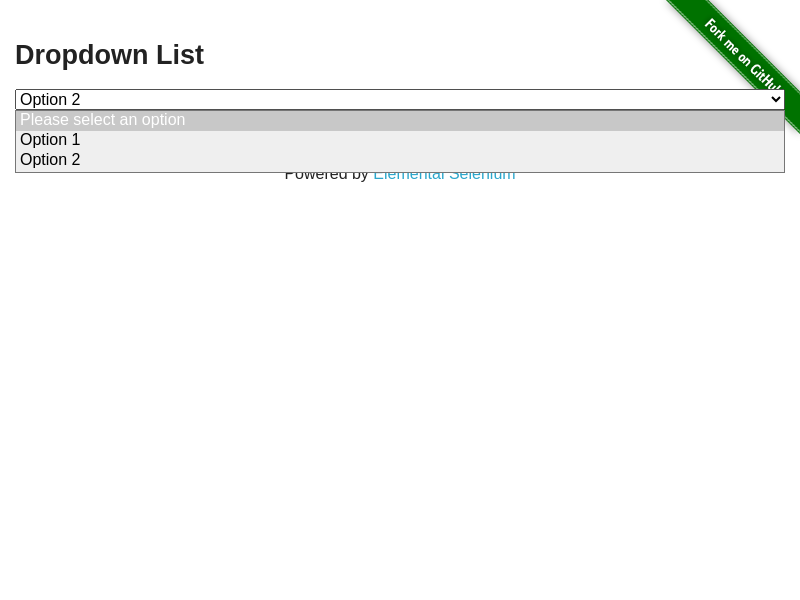 Fork me on GitHub
Dropdown List
Option 2
Please select an option
Option 1
Option 2
Powered by Elemental Selenium